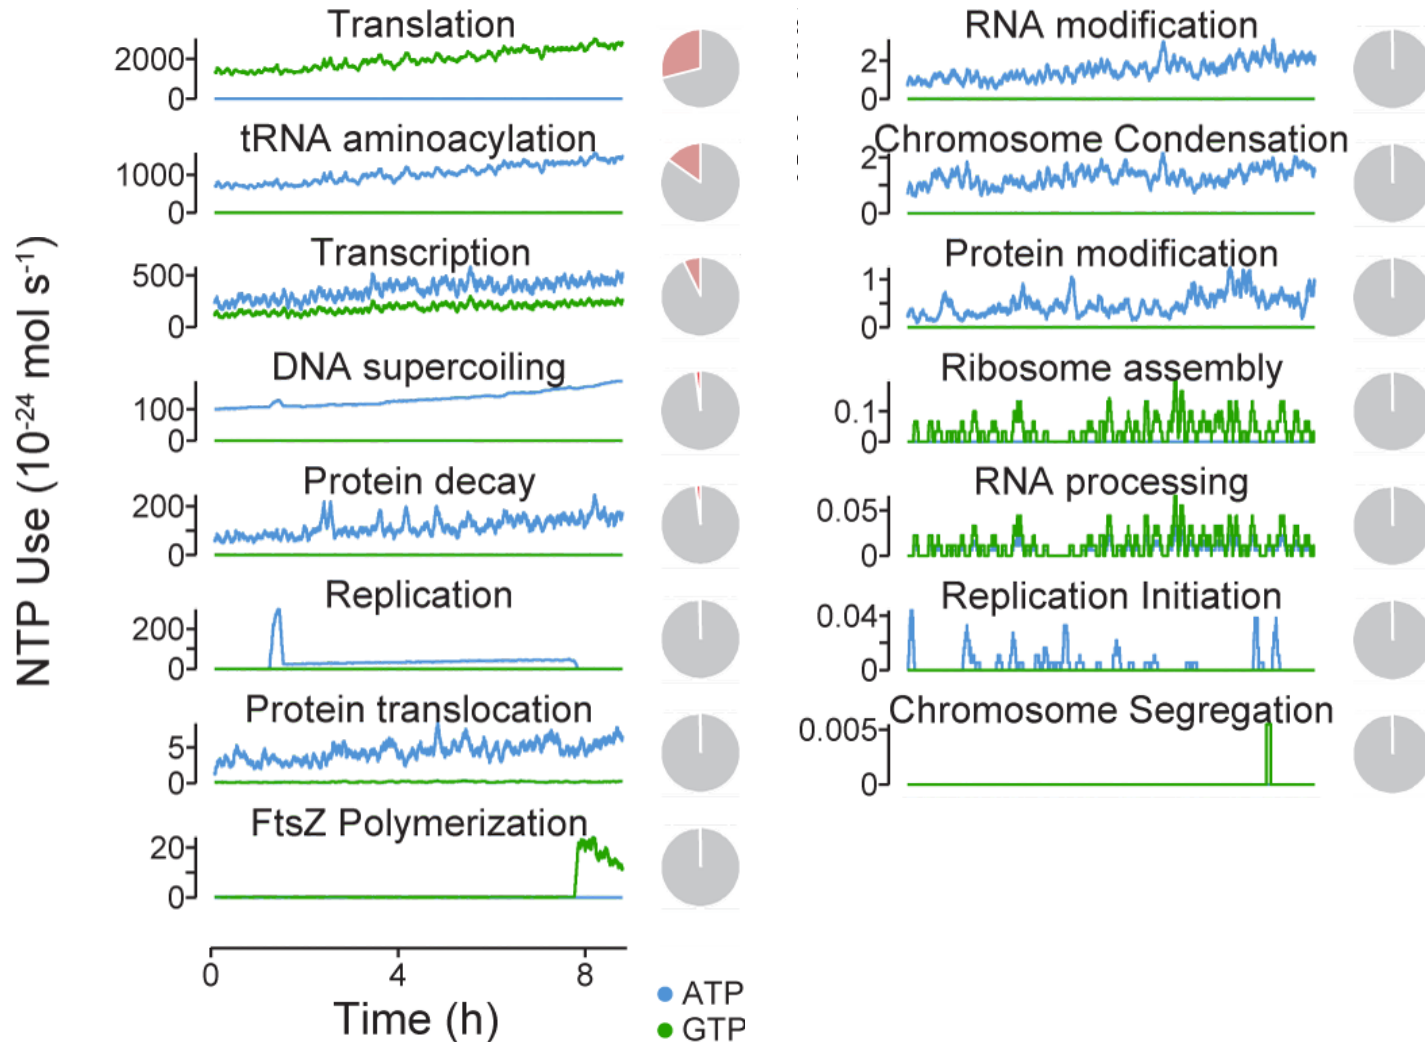 NTP Use (10⁻²⁴ mol s⁻¹)
Translation
2000
0
tRNA aminoacylation
1000
0
Transcription
500
0
DNA supercoiling
100
0
Protein decay
200
0
Replication
200
0
Protein translocation
5
0
FtsZ Polymerization
20
0
0 4 8
Time (h)
ATP
GTP
RNA modification
2
0
Chromosome Condensation
2
0
Protein modification
1
0
Ribosome assembly
0.1
0
RNA processing
0.05
0
Replication Initiation
0.04
0
Chromosome Segregation
0.005
0